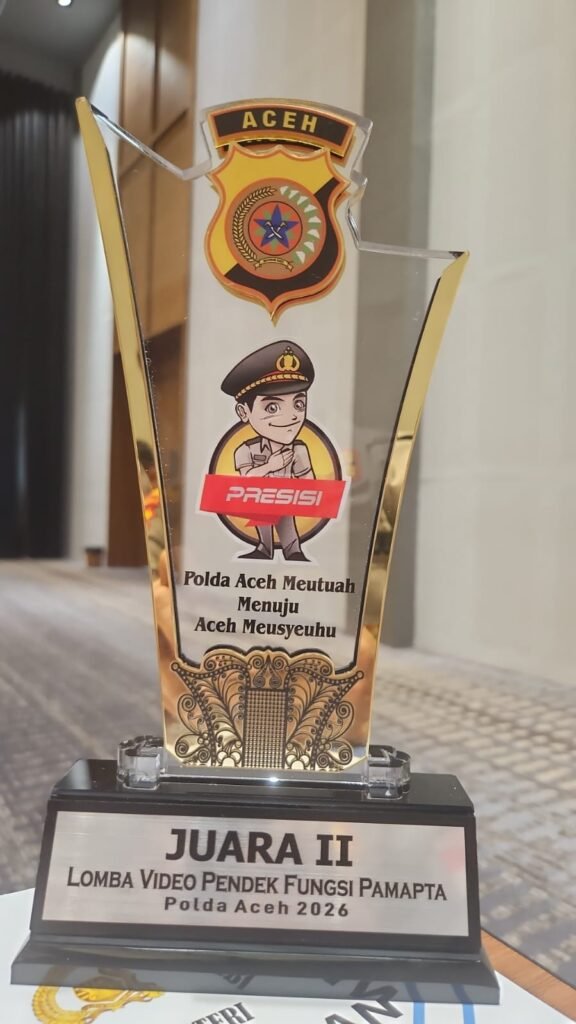 ACEH
PRESISI
Polda Aceh Meutuah
Menuju
Aceh Meusyeuhu
JUARA II
LOMBA VIDEO PENDEK FUNGSI PAMAPTA
Polda Aceh 2026